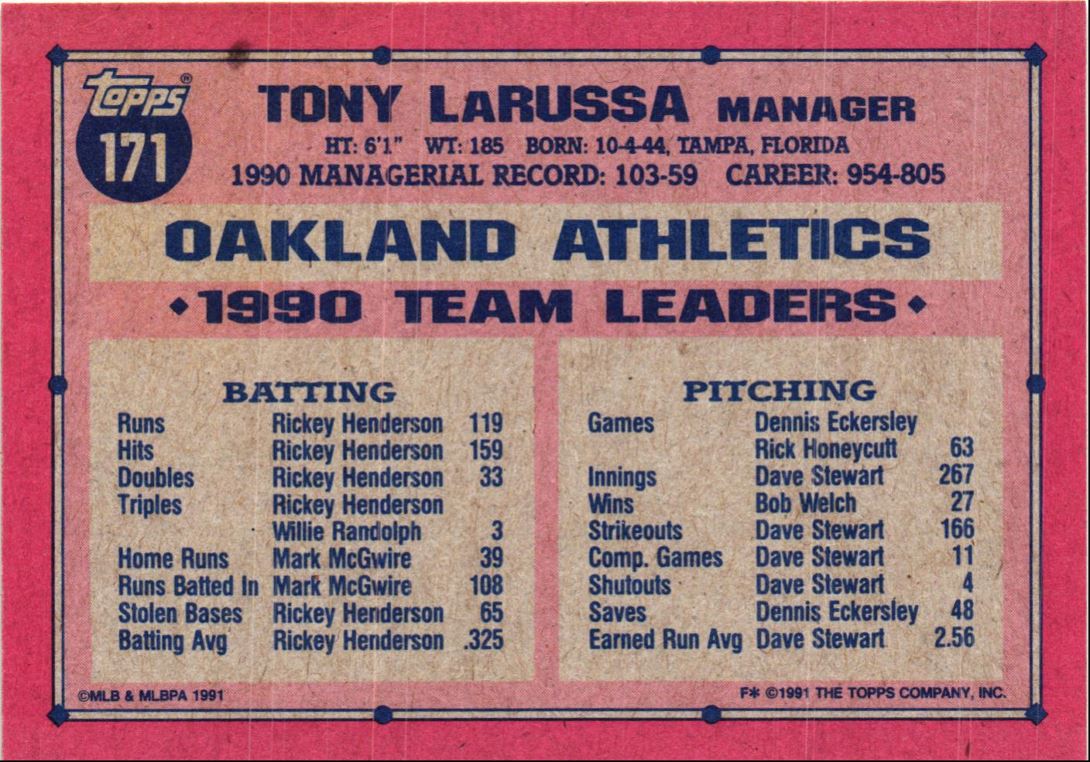 topps®
171
TONY LaRUSSA MANAGER
HT: 6'1" WT: 185 BORN: 10-4-44, TAMPA, FLORIDA
1990 MANAGERIAL RECORD: 103-59 CAREER: 954-805
OAKLAND ATHLETICS
• 1990 TEAM LEADERS •
BATTING
Runs Rickey Henderson 119
Hits Rickey Henderson 159
Doubles Rickey Henderson 33
Triples Rickey Henderson
Willie Randolph 3
Home Runs Mark McGwire 39
Runs Batted In Mark McGwire 108
Stolen Bases Rickey Henderson 65
Batting Avg Rickey Henderson .325
PITCHING
Games Dennis Eckersley
Rick Honeycutt 63
Innings Dave Stewart 267
Wins Bob Welch 27
Strikeouts Dave Stewart 166
Comp. Games Dave Stewart 11
Shutouts Dave Stewart 4
Saves Dennis Eckersley 48
Earned Run Avg Dave Stewart 2.56
©MLB & MLBPA 1991
F* ©1991 THE TOPPS COMPANY, INC.